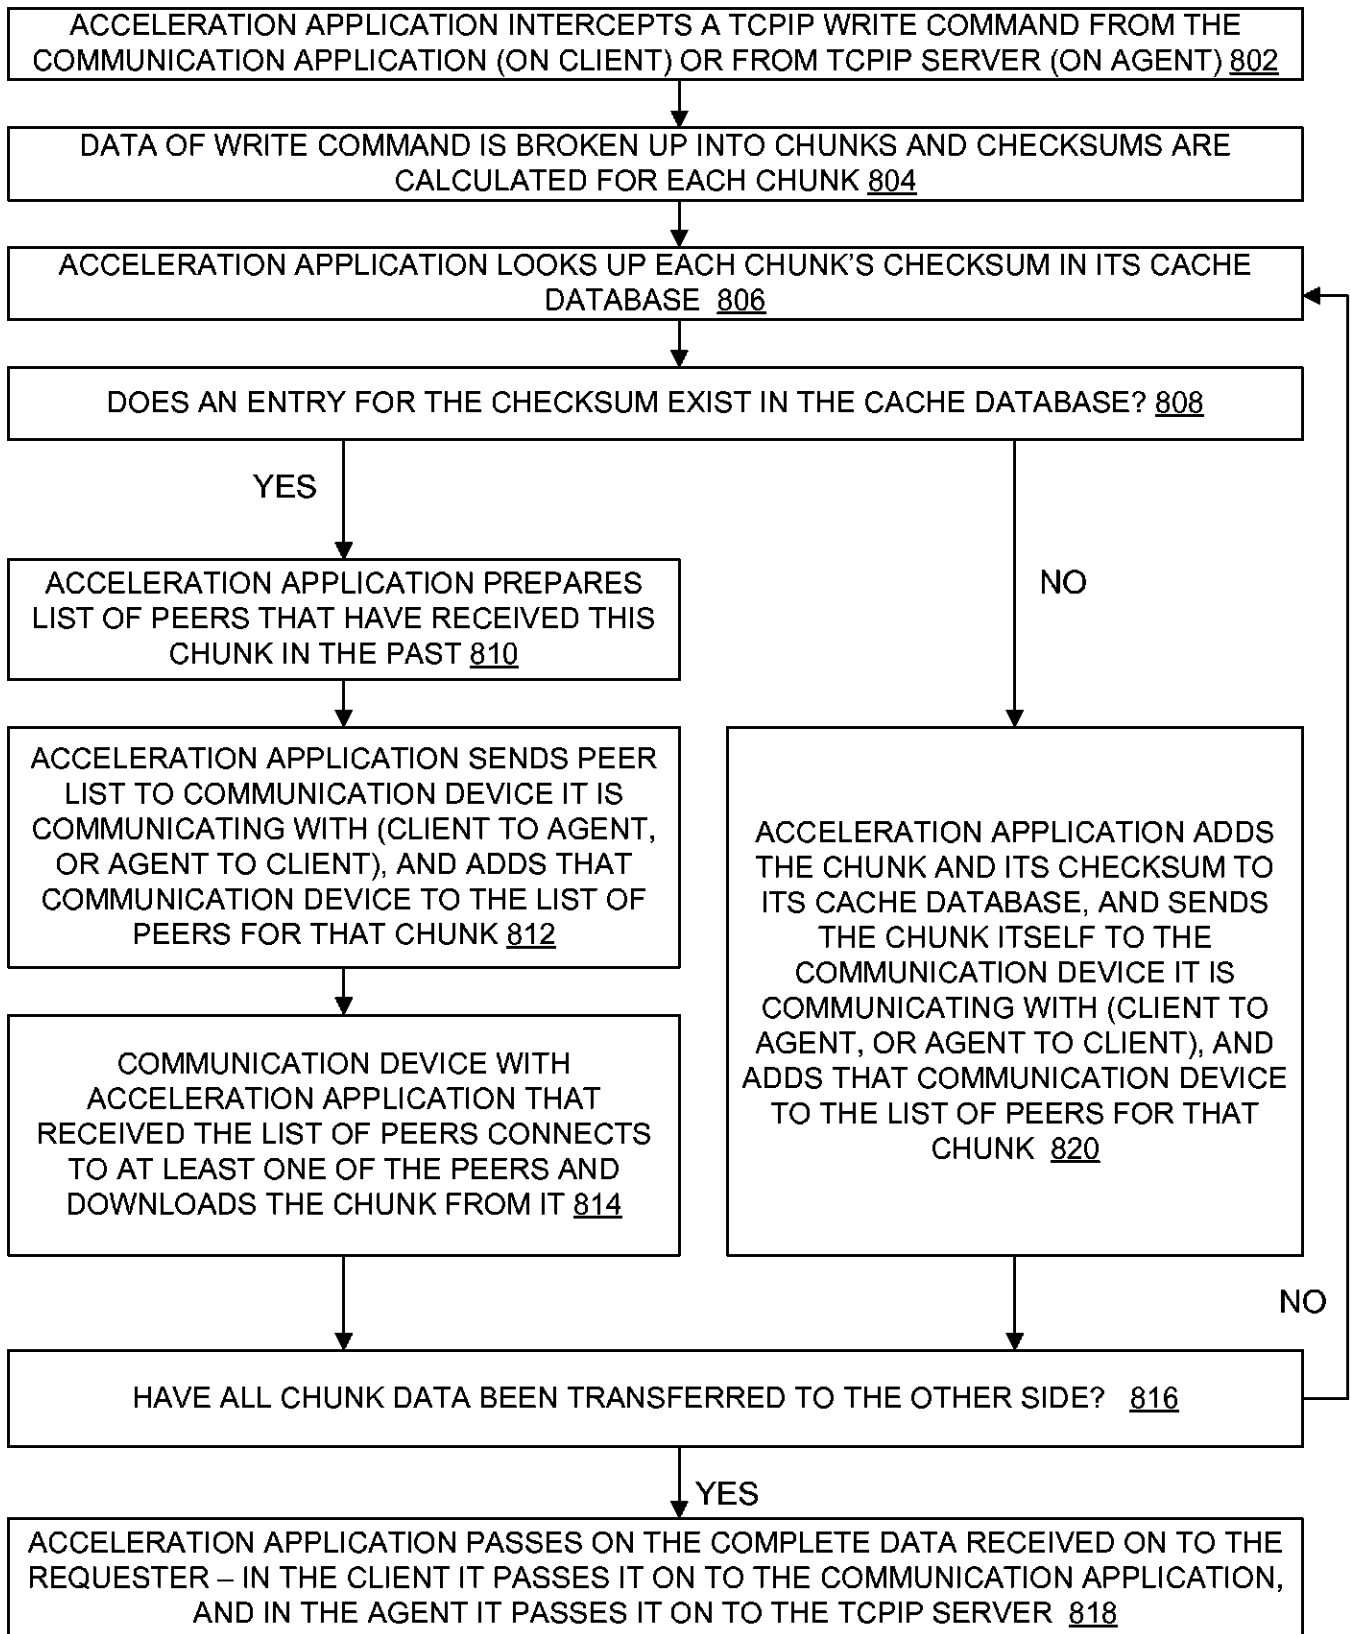 ACCELERATION APPLICATION INTERCEPTS A TCPIP WRITE COMMAND FROM THE
COMMUNICATION APPLICATION (ON CLIENT) OR FROM TCPIP SERVER (ON AGENT) 802
DATA OF WRITE COMMAND IS BROKEN UP INTO CHUNKS AND CHECKSUMS ARE
CALCULATED FOR EACH CHUNK 804
ACCELERATION APPLICATION LOOKS UP EACH CHUNK'S CHECKSUM IN ITS CACHE
DATABASE 806
DOES AN ENTRY FOR THE CHECKSUM EXIST IN THE CACHE DATABASE? 808
YES
ACCELERATION APPLICATION PREPARES
LIST OF PEERS THAT HAVE RECEIVED THIS
CHUNK IN THE PAST 810
ACCELERATION APPLICATION SENDS PEER
LIST TO COMMUNICATION DEVICE IT IS
COMMUNICATING WITH (CLIENT TO AGENT,
OR AGENT TO CLIENT), AND ADDS THAT
COMMUNICATION DEVICE TO THE LIST OF
PEERS FOR THAT CHUNK 812
COMMUNICATION DEVICE WITH
ACCELERATION APPLICATION THAT
RECEIVED THE LIST OF PEERS CONNECTS
TO AT LEAST ONE OF THE PEERS AND
DOWNLOADS THE CHUNK FROM IT 814
NO
ACCELERATION APPLICATION ADDS
THE CHUNK AND ITS CHECKSUM TO
ITS CACHE DATABASE, AND SENDS
THE CHUNK ITSELF TO THE
COMMUNICATION DEVICE IT IS
COMMUNICATING WITH (CLIENT TO
AGENT, OR AGENT TO CLIENT), AND
ADDS THAT COMMUNICATION DEVICE
TO THE LIST OF PEERS FOR THAT
CHUNK 820
NO
HAVE ALL CHUNK DATA BEEN TRANSFERRED TO THE OTHER SIDE? 816
YES
ACCELERATION APPLICATION PASSES ON THE COMPLETE DATA RECEIVED ON TO THE
REQUESTER – IN THE CLIENT IT PASSES IT ON TO THE COMMUNICATION APPLICATION,
AND IN THE AGENT IT PASSES IT ON TO THE TCPIP SERVER 818